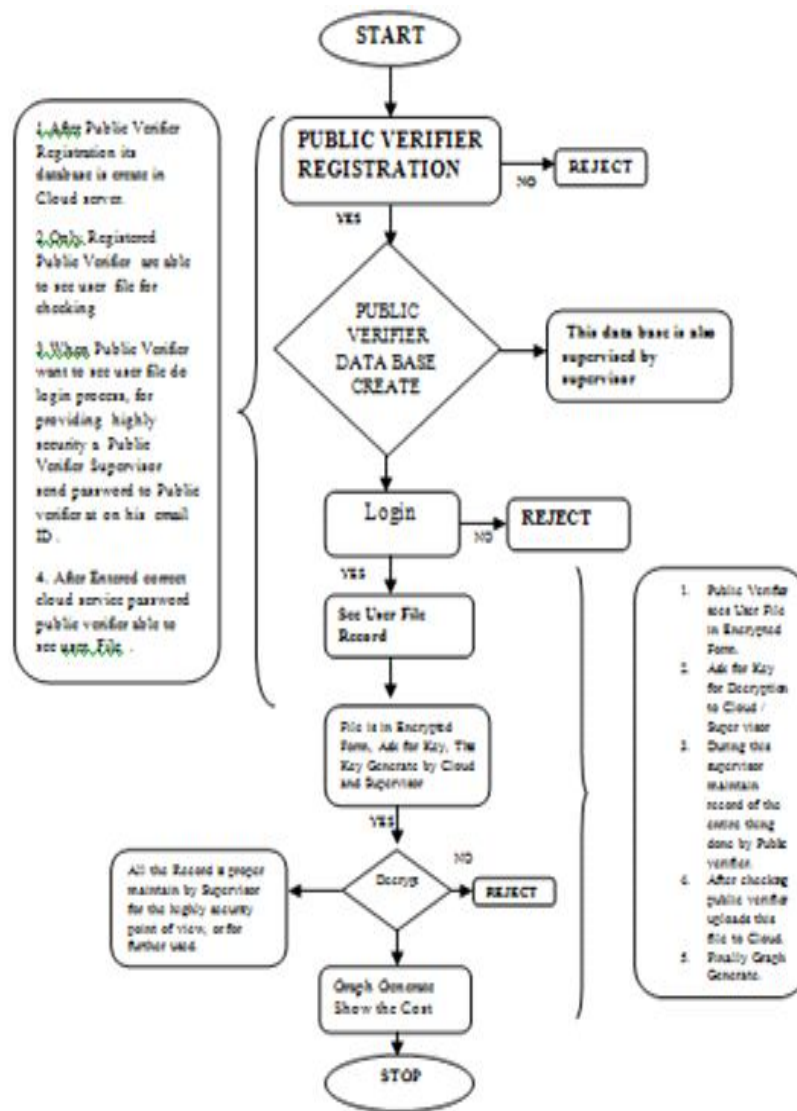 START
PUBLIC VERIFIER
REGISTRATION
NO
REJECT
YES
1.After Public Verifier
Registration its
database is create in
Cloud server.
2.Only Registered
Public Verifier are able
to see user file for
checking
3.When Public Verifier
want to see user file do
login process, for
providing highly
security a Public
Verifier Supervisor
send password to Public
verifier at on his email
ID .
4. After Entered correct
cloud service password
public verifier able to
see user File .
PUBLIC
VERIFIER
DATA BASE
CREATE
This data base is also
supervised by
supervisor
Login
NO
REJECT
YES
See User File
Record
File is in Encrypted
Form, Ask for Key, The
Key Generate by Cloud
and Supervisor
YES
Decrypt
NO
REJECT
All the Record is proper
maintain by Supervisor
for the highly security
point of view, or for
further used.
Graph Generate
Show the Cost
STOP
1. Public Verifier
sees User File
in Encrypted
Form.
2. Ask for Key
for Decryption
to Cloud /
Super visor
3. During this
supervisor
maintain
record of the
entire thing
done by Public
verifier.
4. After checking
public verifier
uploads this
file to Cloud.
5. Finally Graph
Generate.